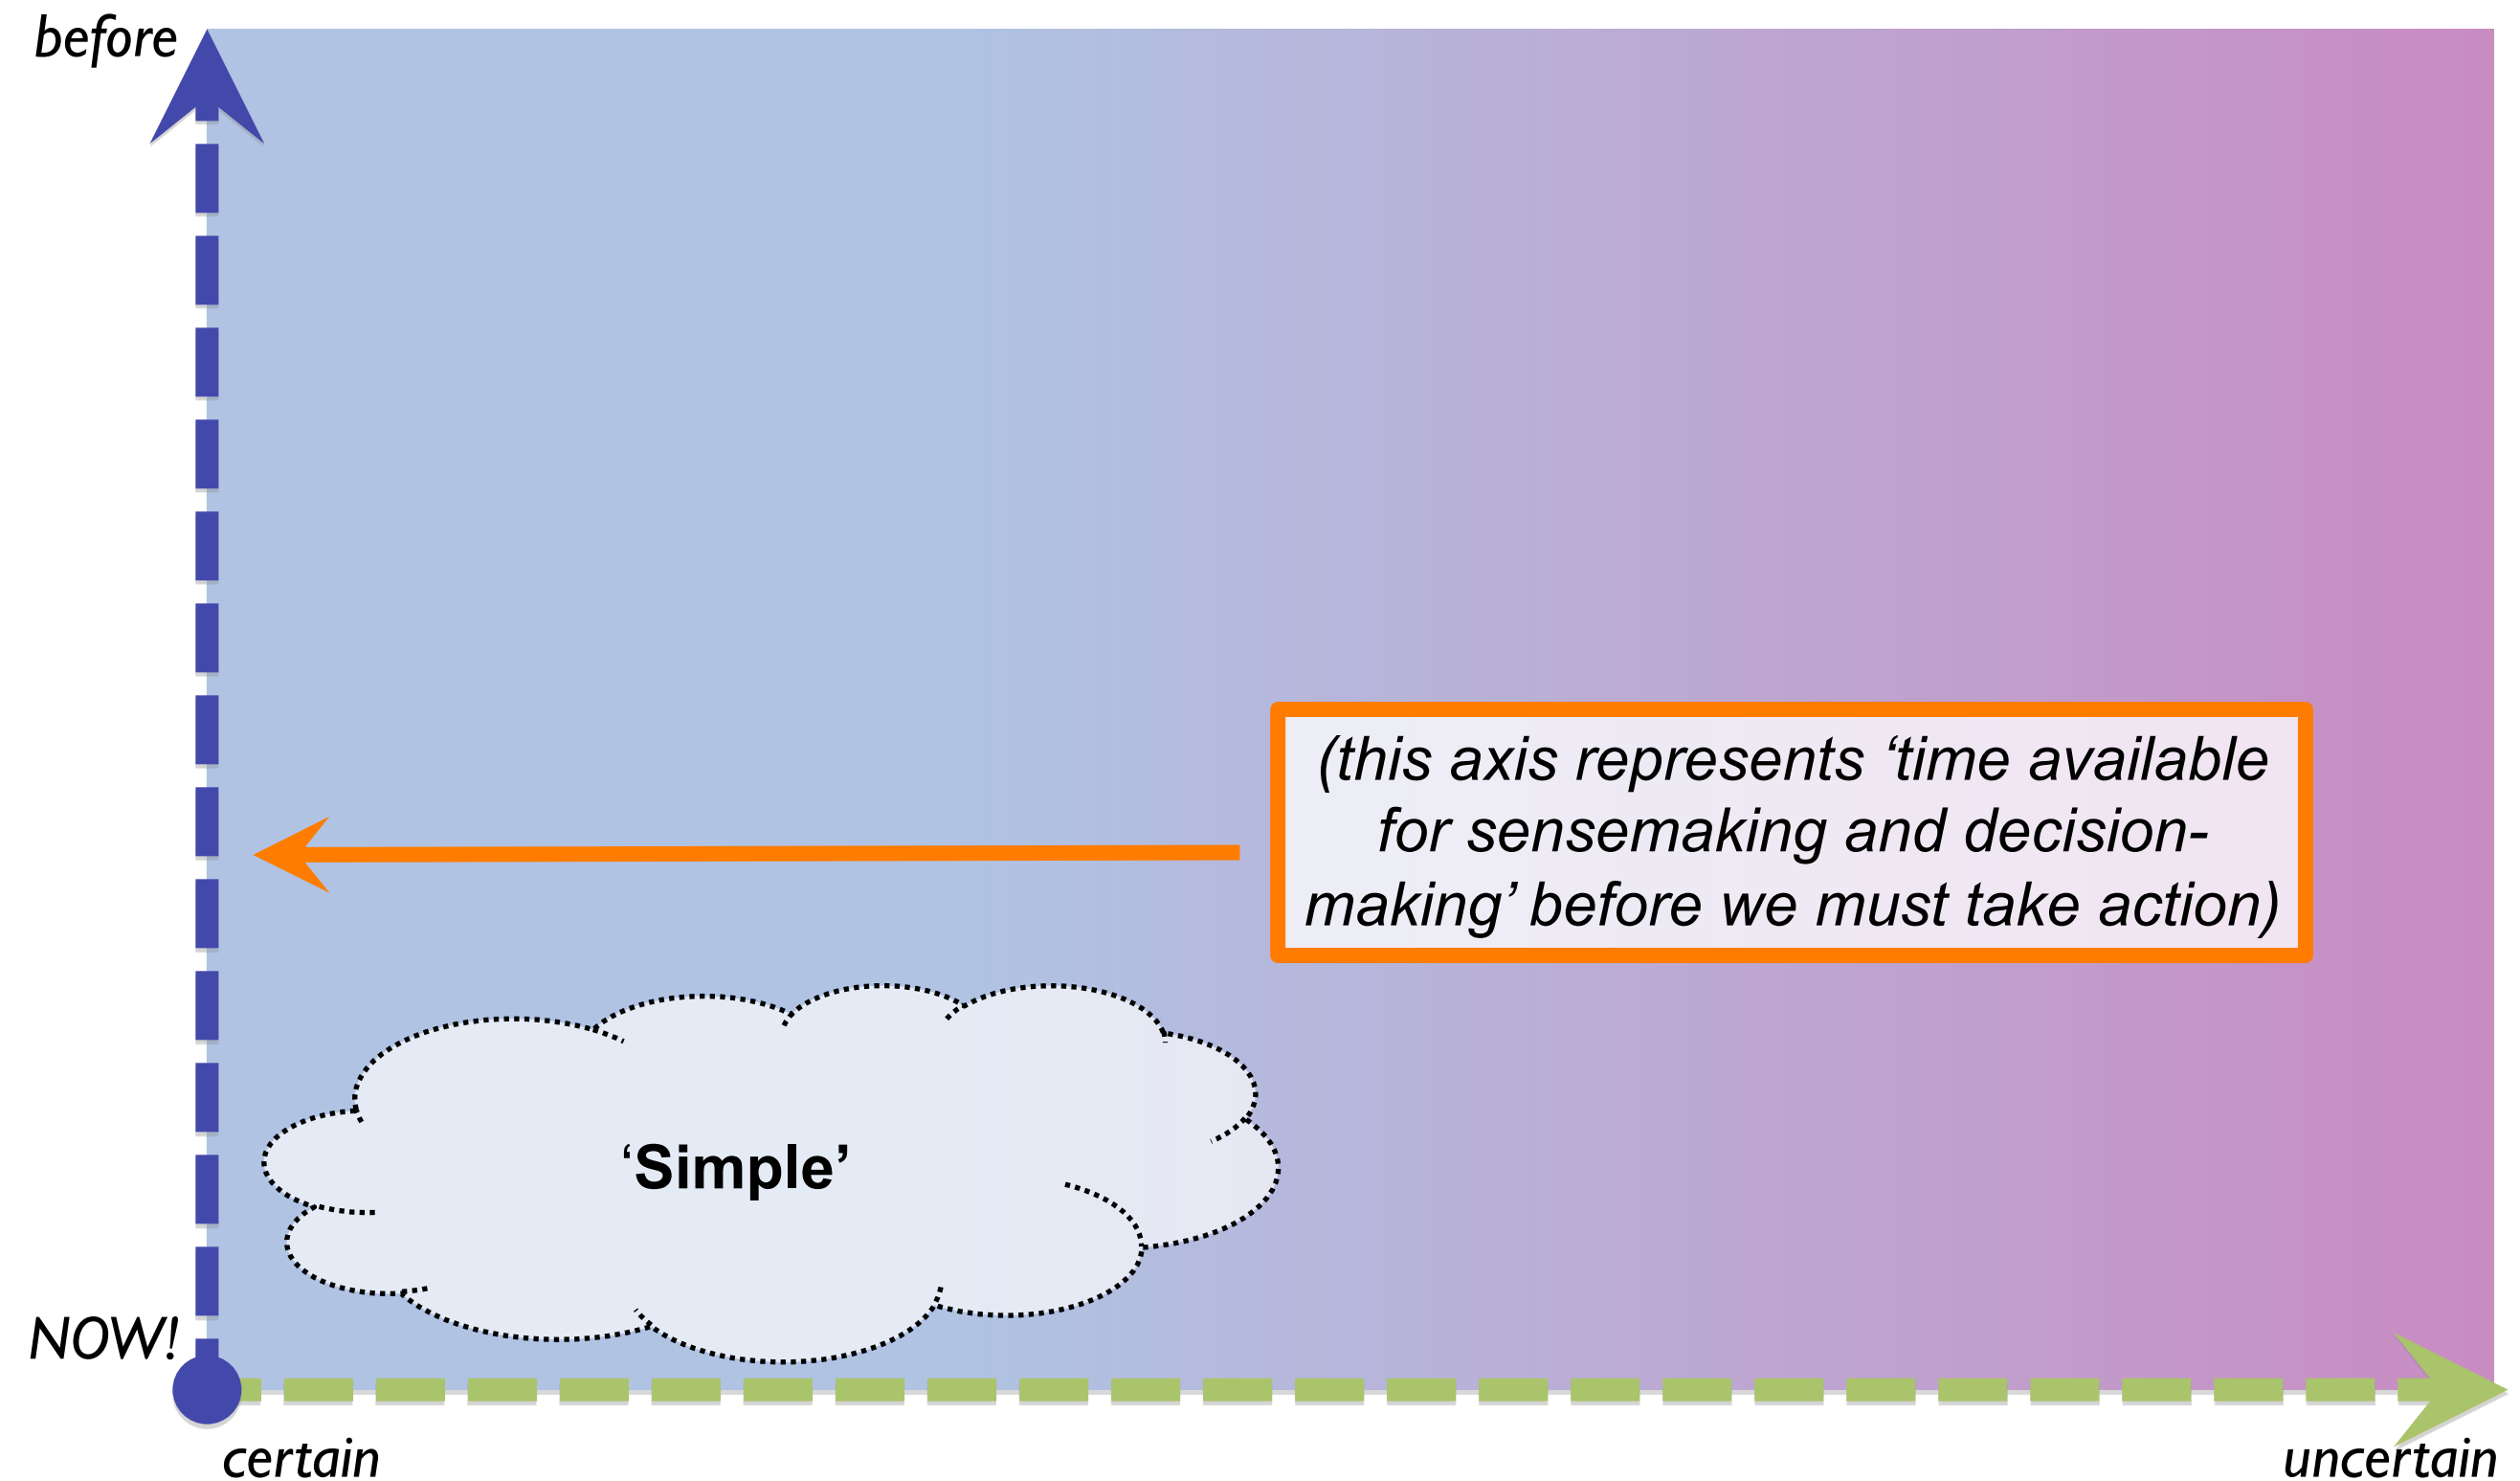 before
(this axis represents ‘time available
for sensemaking and decision-
making’ before we must take action)
‘Simple’
NOW!
certain
uncertain